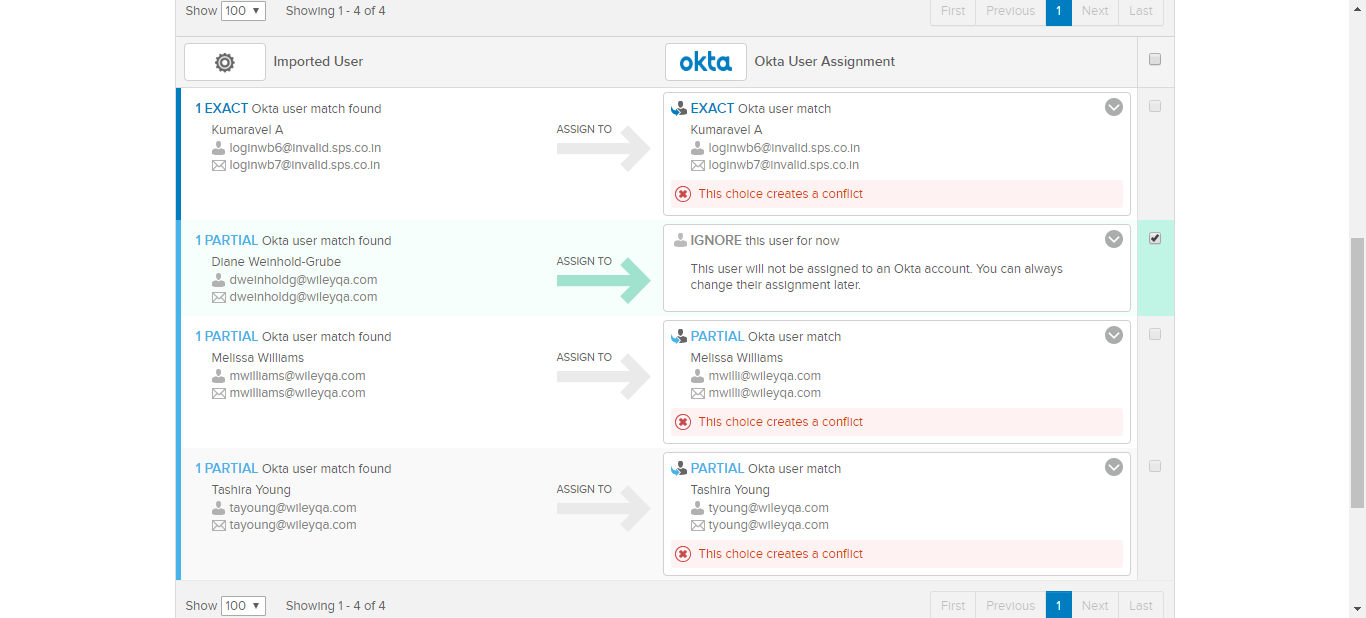 Show 100 Showing 1 - 4 of 4 First Previous 1 Next Last
Imported User okta Okta User Assignment
1 EXACT Okta user match found
Kumaravel A
loginwb6@invalid.sps.co.in
loginwb7@invalid.sps.co.in
ASSIGN TO
EXACT Okta user match
Kumaravel A
loginwb6@invalid.sps.co.in
loginwb7@invalid.sps.co.in
This choice creates a conflict
1 PARTIAL Okta user match found
Diane Weinhold-Grube
dweinholdg@wileyqa.com
dweinholdg@wileyqa.com
ASSIGN TO
IGNORE this user for now
This user will not be assigned to an Okta account. You can always
change their assignment later.
1 PARTIAL Okta user match found
Melissa Williams
mwilliams@wileyqa.com
mwilliams@wileyqa.com
ASSIGN TO
PARTIAL Okta user match
Melissa Williams
mwilli@wileyqa.com
mwilli@wileyqa.com
This choice creates a conflict
1 PARTIAL Okta user match found
Tashira Young
tayoung@wileyqa.com
tayoung@wileyqa.com
ASSIGN TO
PARTIAL Okta user match
Tashira Young
tyoung@wileyqa.com
tyoung@wileyqa.com
This choice creates a conflict
Show 100 Showing 1 - 4 of 4 First Previous 1 Next Last